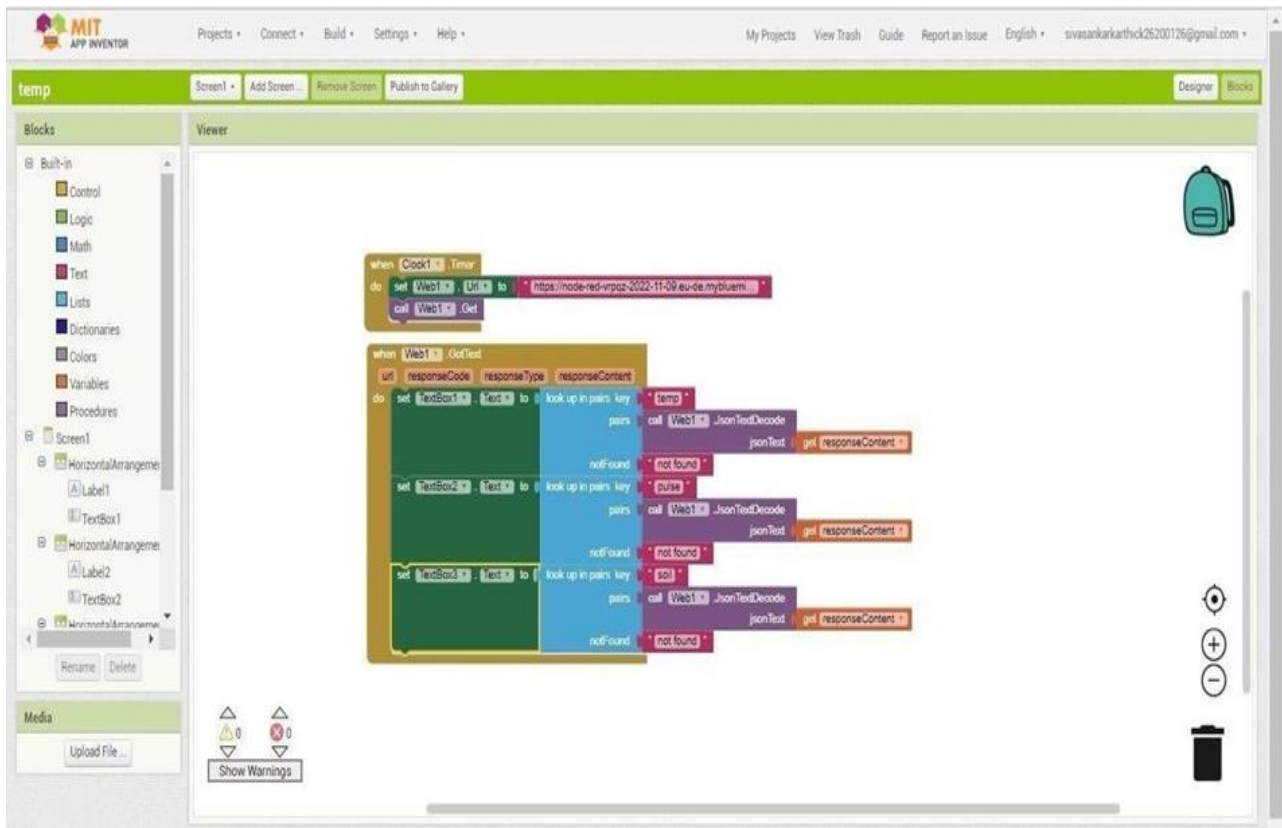 MIT
APP INVENTOR
Projects Connect Build Settings Help My Projects View Trash Guide Report an Issue English sivasankarkarthick26200126@gmail.com
temp Screen1 Add Screen ... Remove Screen Publish to Gallery Designer Blocks
Blocks Viewer
Built-in
Control
Logic
Math
Text
Lists
Dictionaries
Colors
Variables
Procedures
Screen1
HorizontalArrangemen
Label1
TextBox1
HorizontalArrangemen
Label2
TextBox2
HorizontalArrangemen
Rename Delete
Media
Upload File ...
when Clock1 .Timer
do set Web1 . Url to " https://node-red-vrpqz-2022-11-09.eu-de.mybluemi... "
call Web1 .Get
when Web1 .GotText
url responseCode responseType responseContent
do set TextBox1 . Text to look up in pairs key " temp "
pairs call Web1 .JsonTextDecode
jsonText get responseContent
notFound " not found "
set TextBox2 . Text to look up in pairs key " pulse "
pairs call Web1 .JsonTextDecode
jsonText get responseContent
notFound " not found "
set TextBox3 . Text to look up in pairs key " soil "
pairs call Web1 .JsonTextDecode
jsonText get responseContent
notFound " not found "
0 0
Show Warnings